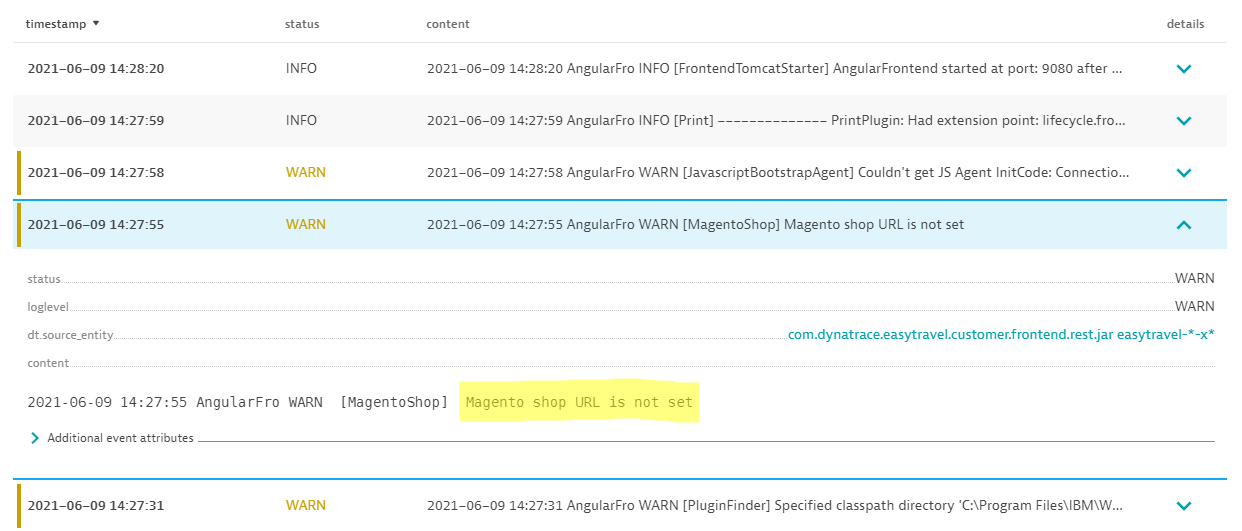 timestamp ▼ status content details
2021-06-09 14:28:20 INFO 2021-06-09 14:28:20 AngularFro INFO [FrontendTomcatStarter] AngularFrontend started at port: 9080 after ...
2021-06-09 14:27:59 INFO 2021-06-09 14:27:59 AngularFro INFO [Print] -------------- PrintPlugin: Had extension point: lifecycle.fro...
2021-06-09 14:27:58 WARN 2021-06-09 14:27:58 AngularFro WARN [JavascriptBootstrapAgent] Couldn't get JS Agent InitCode: Connectio...
2021-06-09 14:27:55 WARN 2021-06-09 14:27:55 AngularFro WARN [MagentoShop] Magento shop URL is not set
status WARN
loglevel WARN
dt.source_entity com.dynatrace.easytravel.customer.frontend.rest.jar easytravel-*-x*
content
2021-06-09 14:27:55 AngularFro WARN [MagentoShop] Magento shop URL is not set
Additional event attributes
2021-06-09 14:27:31 WARN 2021-06-09 14:27:31 AngularFro WARN [PluginFinder] Specified classpath directory 'C:\Program Files\IBM\W...